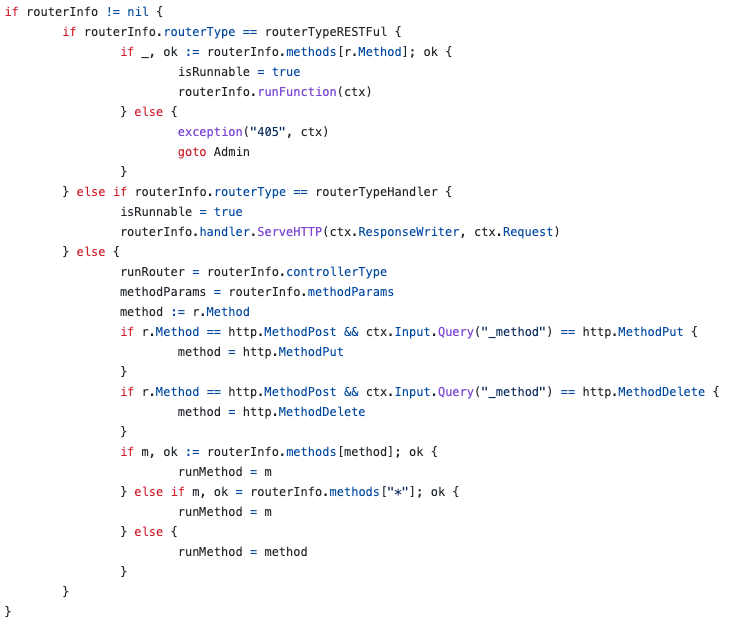 if routerInfo != nil {
        if routerInfo.routerType == routerTypeRESTFul {
                if _, ok := routerInfo.methods[r.Method]; ok {
                        isRunnable = true
                        routerInfo.runFunction(ctx)
                } else {
                        exception("405", ctx)
                        goto Admin
                }
        } else if routerInfo.routerType == routerTypeHandler {
                isRunnable = true
                routerInfo.handler.ServeHTTP(ctx.ResponseWriter, ctx.Request)
        } else {
                runRouter = routerInfo.controllerType
                methodParams = routerInfo.methodParams
                method := r.Method
                if r.Method == http.MethodPost && ctx.Input.Query("_method") == http.MethodPut {
                        method = http.MethodPut
                }
                if r.Method == http.MethodPost && ctx.Input.Query("_method") == http.MethodDelete {
                        method = http.MethodDelete
                }
                if m, ok := routerInfo.methods[method]; ok {
                        runMethod = m
                } else if m, ok = routerInfo.methods["*"]; ok {
                        runMethod = m
                } else {
                        runMethod = method
                }
        }
}